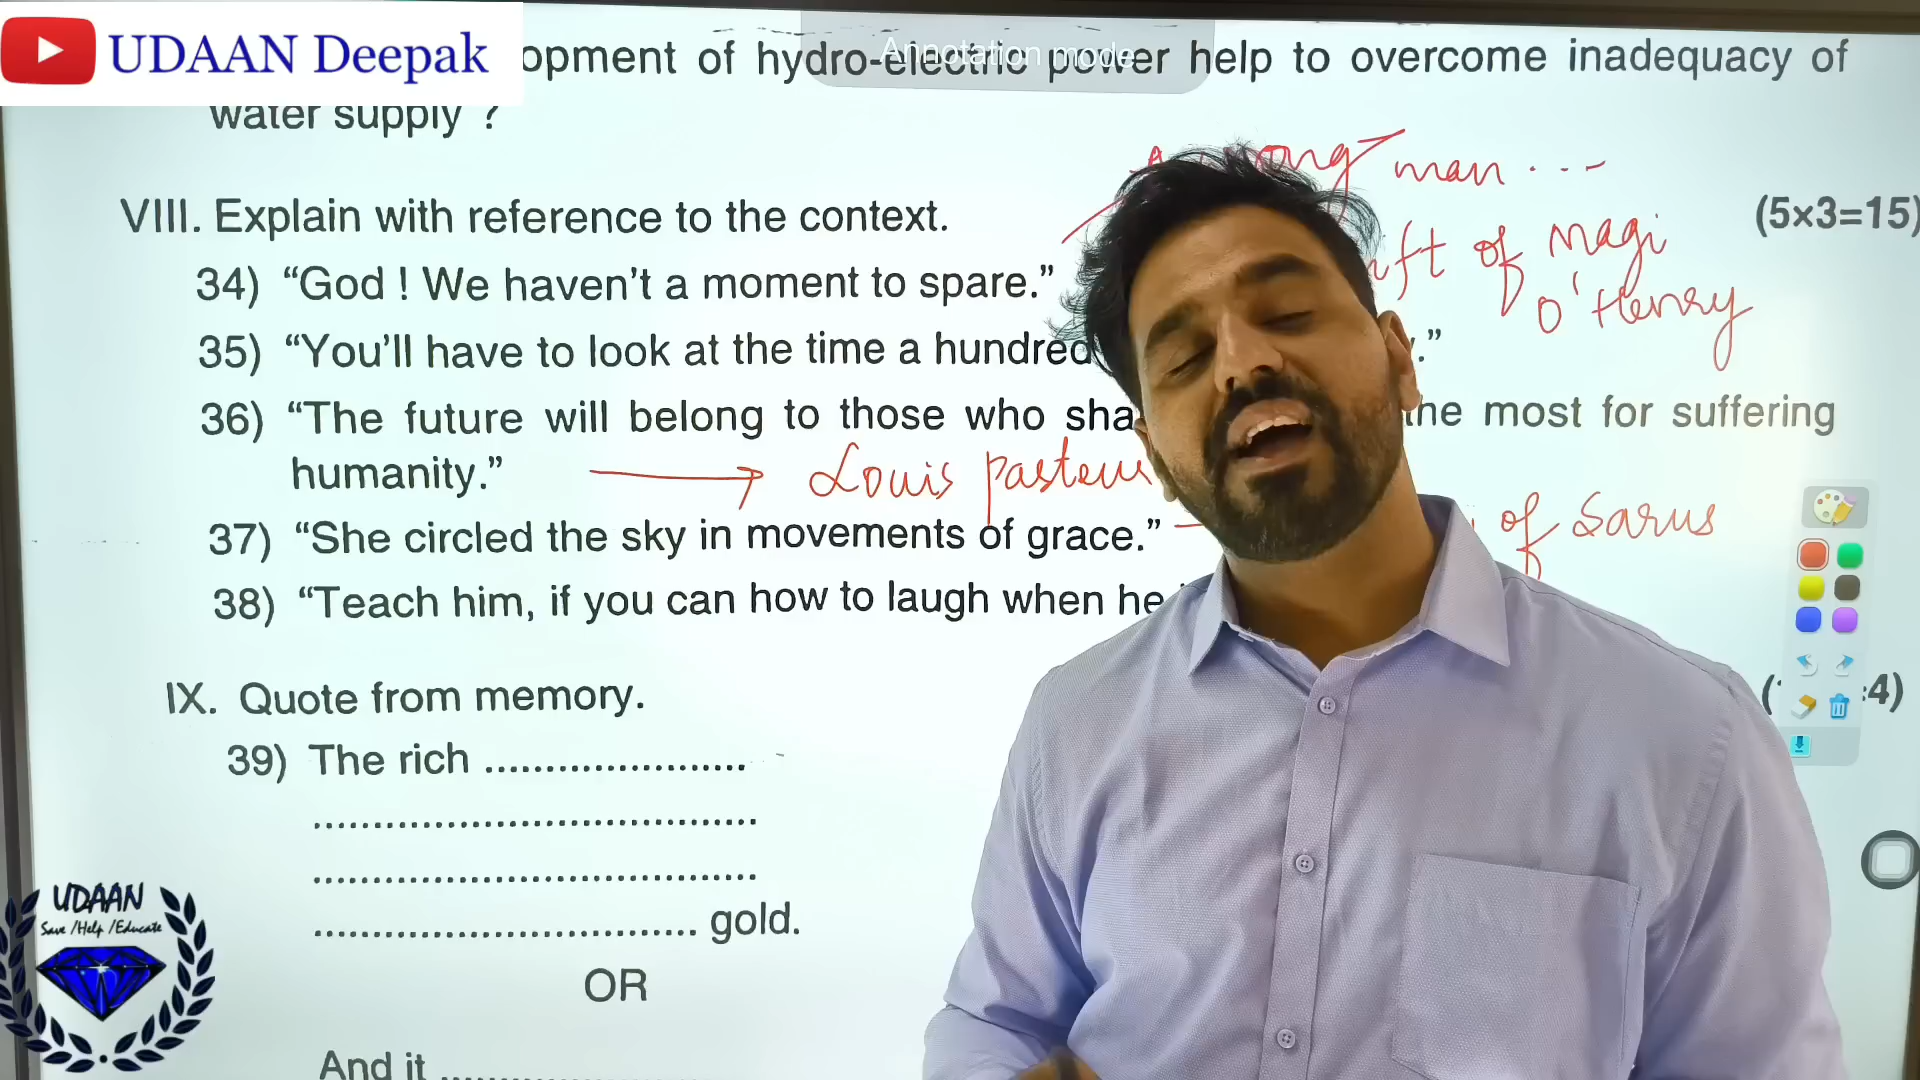 UDAAN Deepak
opment of hydro-electric power help to overcome inadequacy of
Annotation mode
water supply ?
man ...
VIII. Explain with reference to the context. (5×3=15)
of Magi
34) “God ! We haven’t a moment to spare.”
O'Henry
35) “You’ll have to look at the time a hundred .”
36) “The future will belong to those who sha he most for suffering
humanity.” → Louis pasteur
37) “She circled the sky in movements of grace.” of Sarus
38) “Teach him, if you can how to laugh when he
IX. Quote from memory. 4)
39) The rich ......................
.....................................
.....................................
................................ gold.
OR
And it ......................
UDAAN
Save /Help /Educate